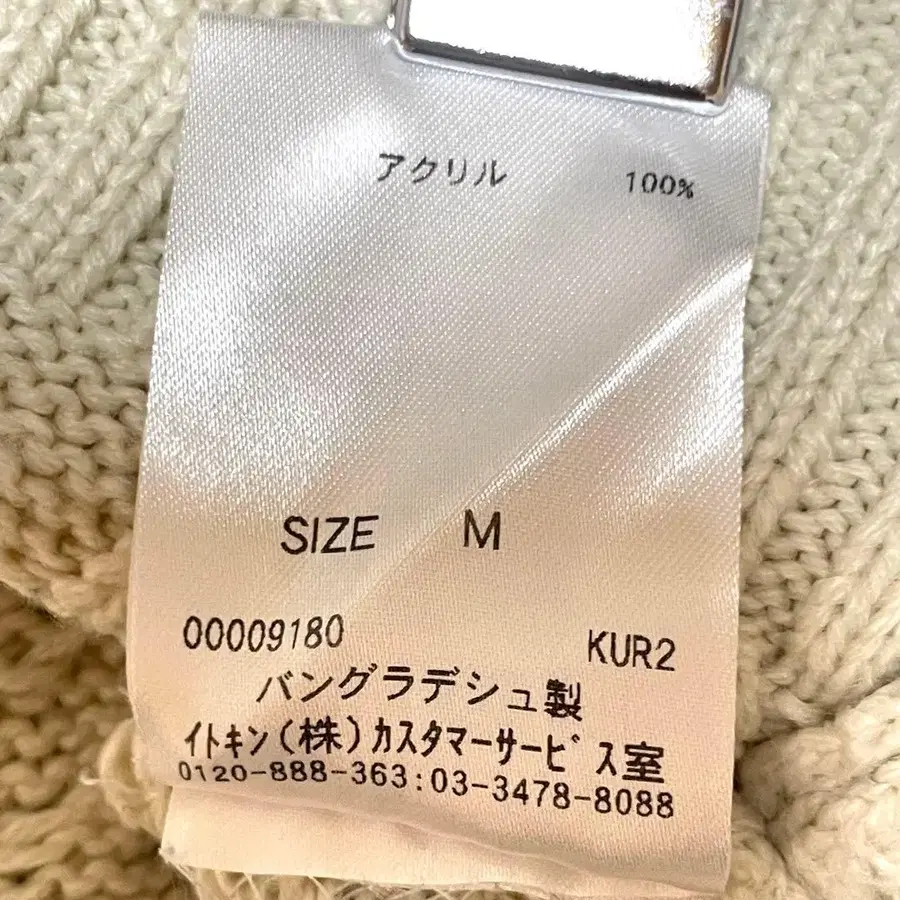 アクリル 100%
SIZE M
00009180 KUR2
バングラデシュ製
イトキン(株)カスタマーサービス室
0120-888-363:03-3478-8088